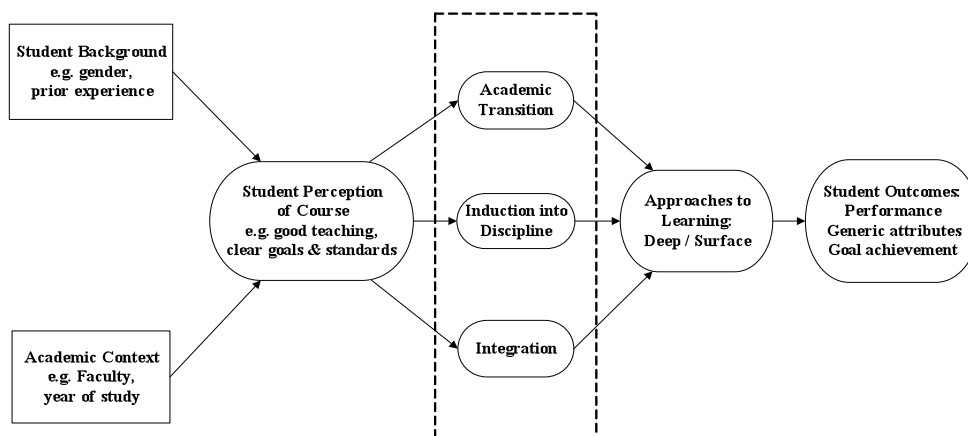 Student Background
e.g. gender,
prior experience
Academic Context
e.g. Faculty,
year of study
Student Perception
of Course
e.g. good teaching,
clear goals & standards
Academic
Transition
Induction into
Discipline
Integration
Approaches to
Learning:
Deep / Surface
Student Outcomes:
Performance
Generic attributes
Goal achievement